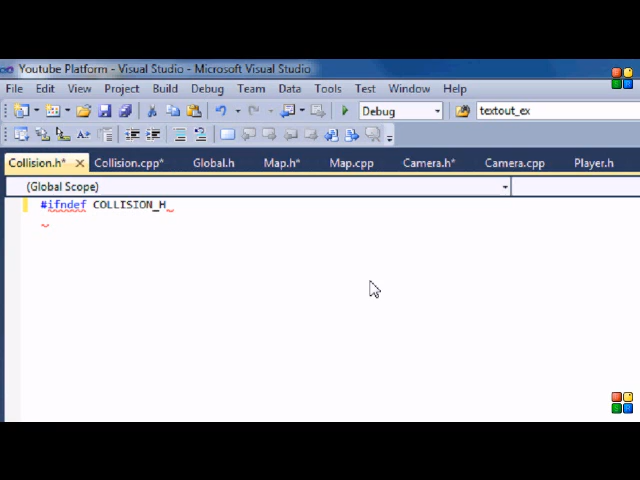 Youtube Platform - Visual Studio - Microsoft Visual Studio
File Edit View Project Build Debug Team Data Tools Test Window Help
Debug textout_ex
Collision.h* Collision.cpp* Global.h Map.h* Map.cpp Camera.h* Camera.cpp Player.h
(Global Scope)
#ifndef COLLISION_H